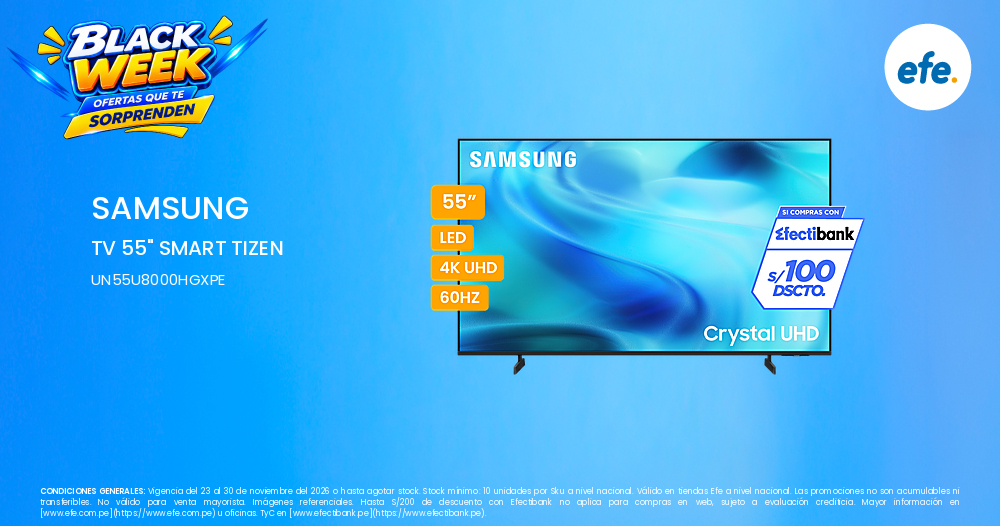 BLACK
WEEK
OFERTAS QUE TE
SORPRENDEN
efe.
SAMSUNG
TV 55" SMART TIZEN
UN55U8000HGXPE
SAMSUNG
55”
LED
4K UHD
60HZ
SI COMPRAS CON
Efectibank
S/100
DSCTO.
Crystal UHD
CONDICIONES GENERALES: Vigencia del 23 al 30 de noviembre del 2026 o hasta agotar stock. Stock mínimo: 10 unidades por Sku a nivel nacional. Válido en tiendas Efe a nivel nacional. Las promociones no son acumulables ni
transferibles. No válido para venta mayorista. Imágenes referenciales. Hasta S/200 de descuento con Efectibank no aplica para compras en web, sujeto a evaluación crediticia. Mayor información en
[www.efe.com.pe](https://www.efe.com.pe) u oficinas. TyC en [www.efectibank.pe](https://www.efectibank.pe).